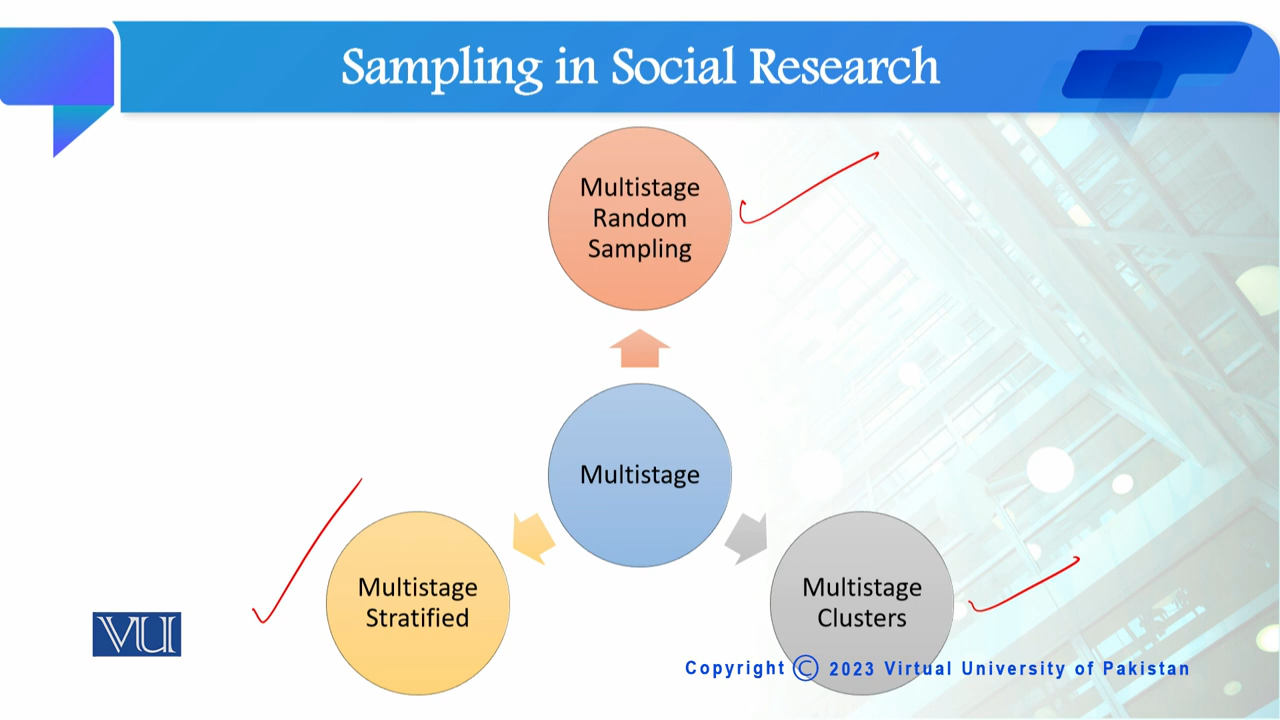 Sampling in Social Research
Multistage
Random
Sampling
Multistage
Multistage
Stratified
Multistage
Clusters
VU
Copyright © 2023 Virtual University of Pakistan